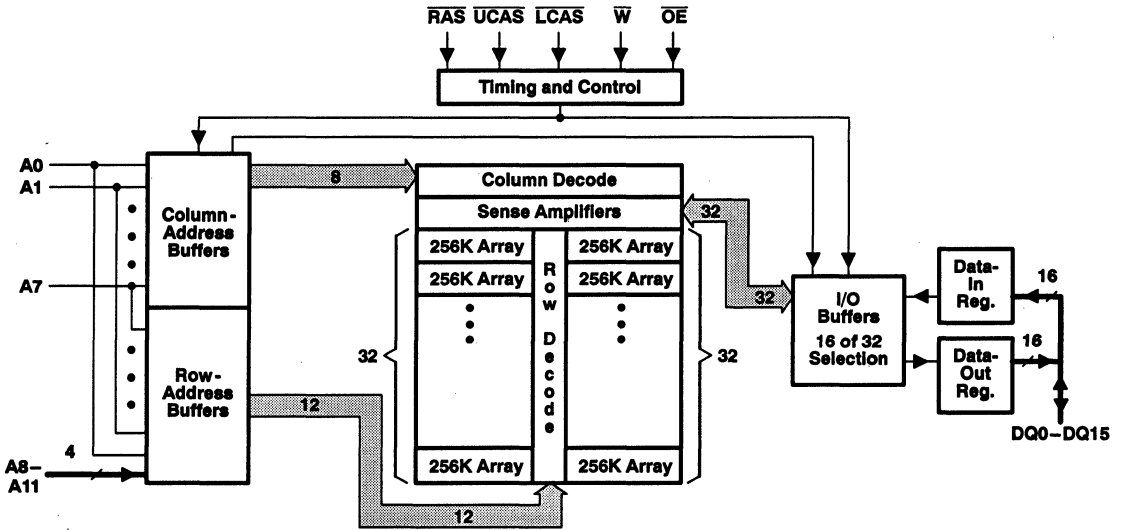 RAS UCAS LCAS W OE
Timing and Control
A0
A1
A7
Column-
Address
Buffers
Row-
Address
Buffers
4
A8–
A11
8
12
12
Column Decode
Sense Amplifiers
256K Array
256K Array
256K Array
256K Array
256K Array
256K Array
Row Decode
32
32
32
32
I/O
Buffers
16 of 32
Selection
Data-
In
Reg.
Data-
Out
Reg.
16
16
DQ0–DQ15